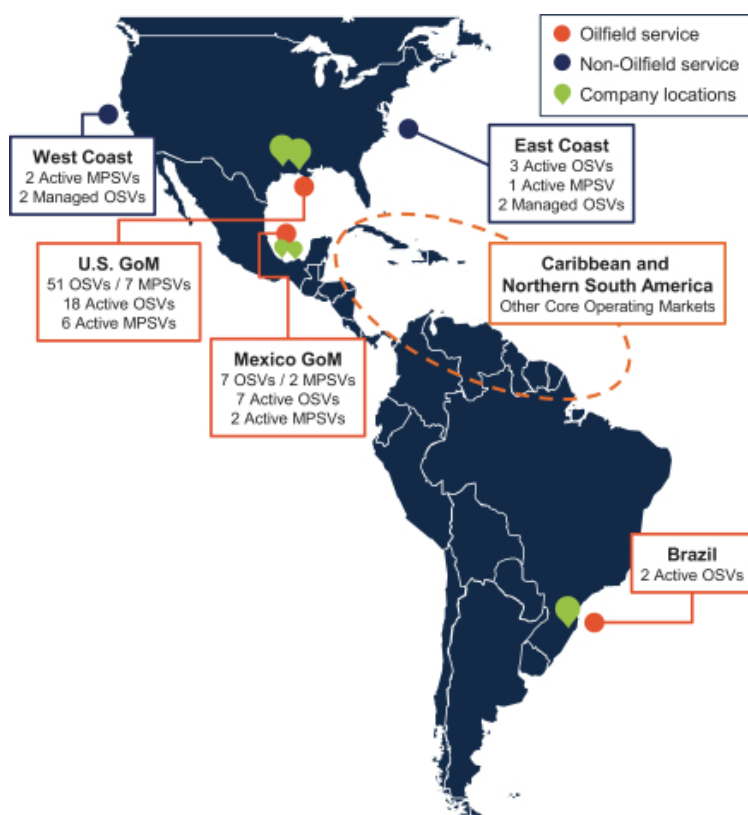 Oilfield service
Non-Oilfield service
Company locations
West Coast
2 Active MPSVs
2 Managed OSVs
East Coast
3 Active OSVs
1 Active MPSV
2 Managed OSVs
U.S. GoM
51 OSVs / 7 MPSVs
18 Active OSVs
6 Active MPSVs
Caribbean and
Northern South America
Other Core Operating Markets
Mexico GoM
7 OSVs / 2 MPSVs
7 Active OSVs
2 Active MPSVs
Brazil
2 Active OSVs